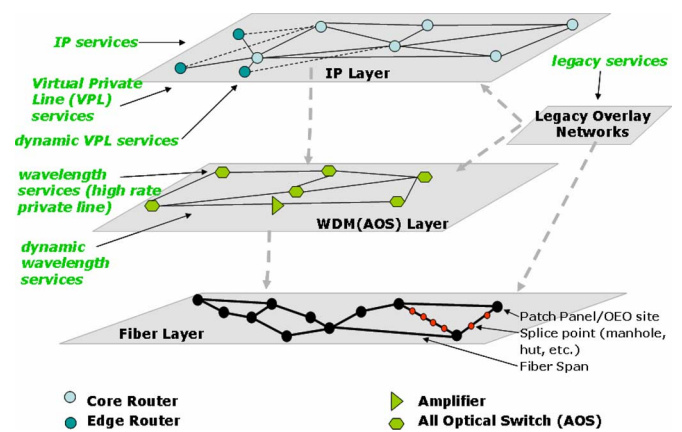 IP services
legacy services
IP Layer
Virtual Private
Line (VPL)
services
Legacy Overlay
Networks
dynamic VPL services
wavelength
services (high rate
private line)
WDM(AOS) Layer
dynamic
wavelength
services
Fiber Layer
Patch Panel/OEO site
Splice point (manhole,
hut, etc.)
Fiber Span
Core Router
Amplifier
Edge Router
All Optical Switch (AOS)